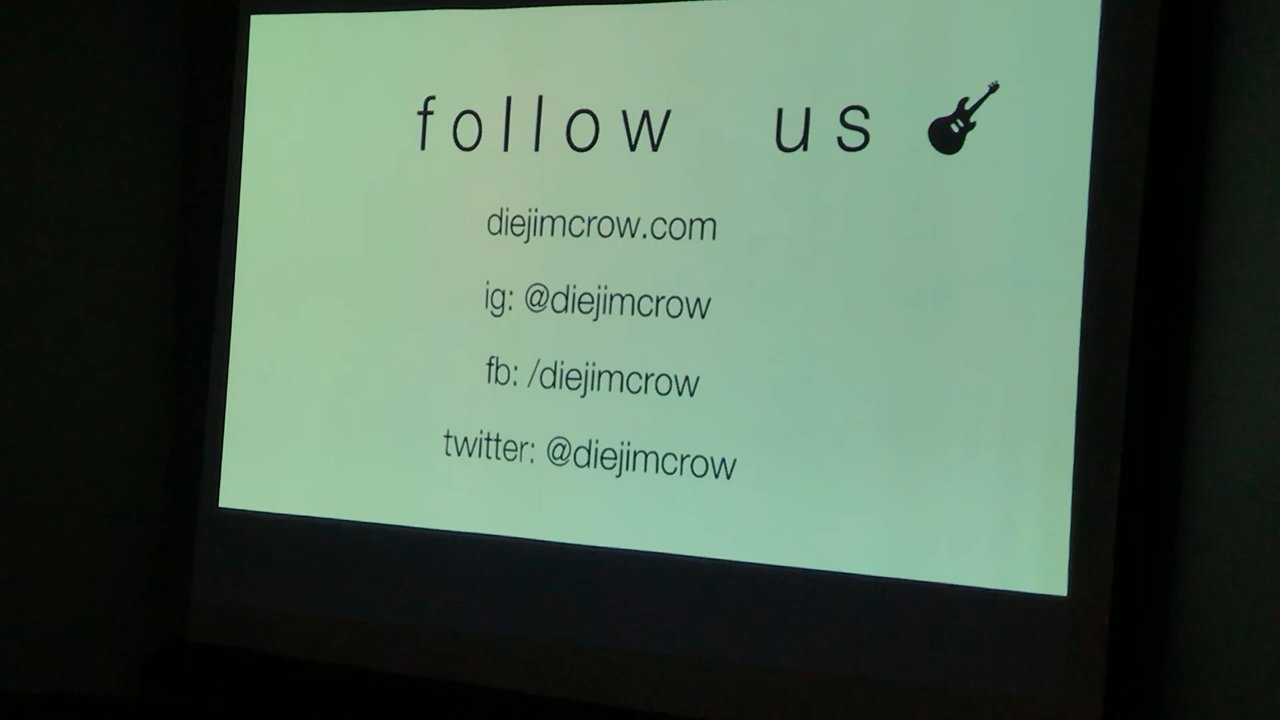 follow us
diejimcrow.com
ig: @diejimcrow
fb: /diejimcrow
twitter: @diejimcrow